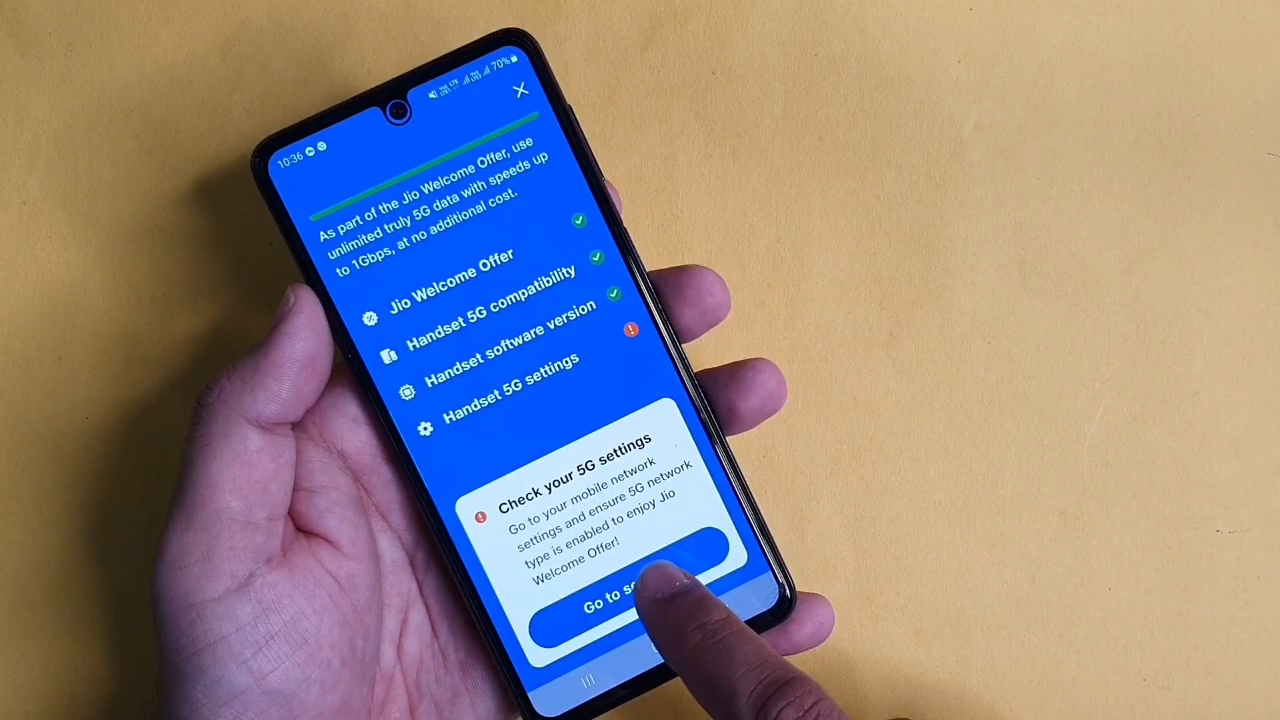 10:36
70%
As part of the Jio Welcome Offer, use
unlimited truly 5G data with speeds up
to 1Gbps, at no additional cost.
Jio Welcome Offer
Handset 5G compatibility
Handset software version
Handset 5G settings
Check your 5G settings
Go to your mobile network
settings and ensure 5G network
type is enabled to enjoy Jio
Welcome Offer!
Go to